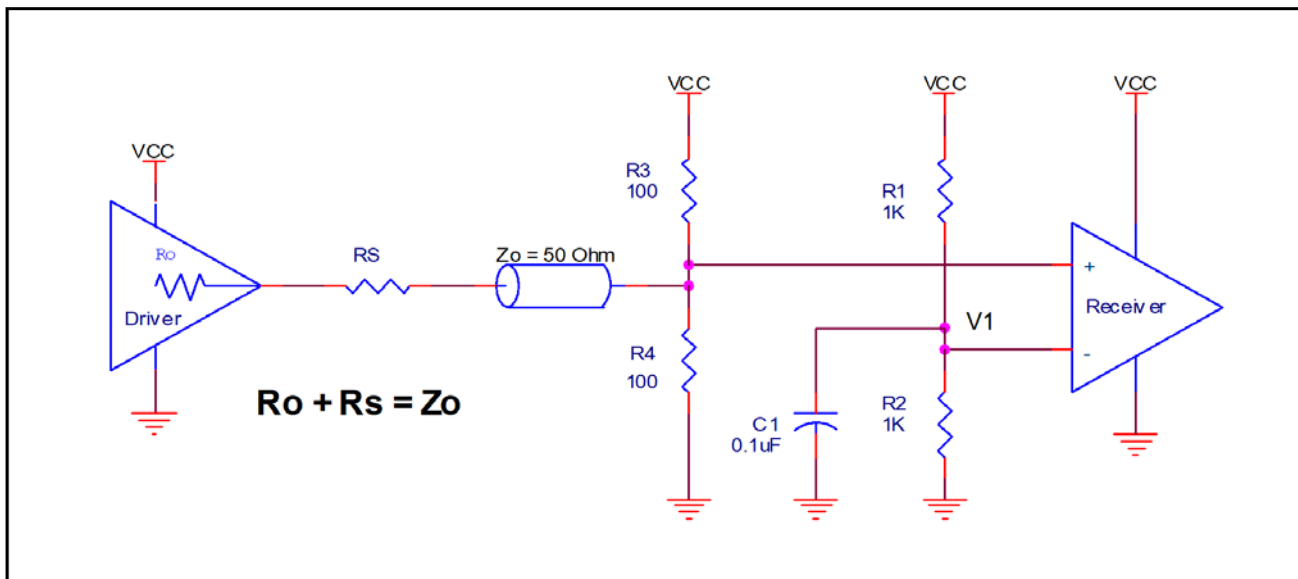 VCC
VCC
VCC
VCC
R3
100
R1
1K
Ro
RS
Zo = 50 Ohm
+
Driver
Receiver
V1
-
R4
100
Ro + Rs = Zo
R2
1K
C1
0.1uF